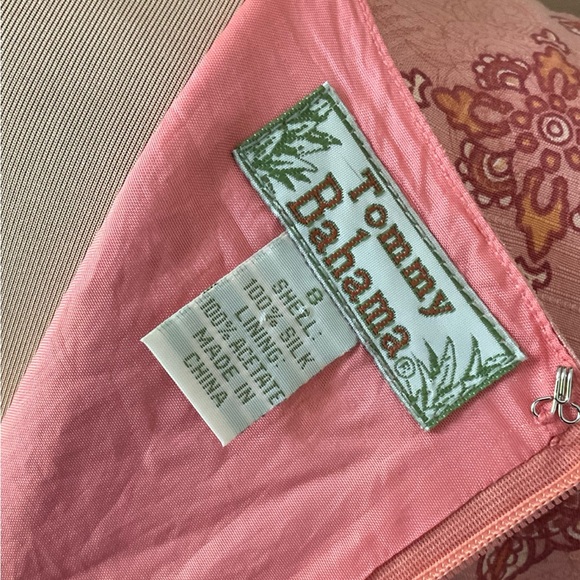 Tommy
Bahama®
8
SHELL:
100% SILK
LINING:
100% ACETATE
MADE IN
CHINA